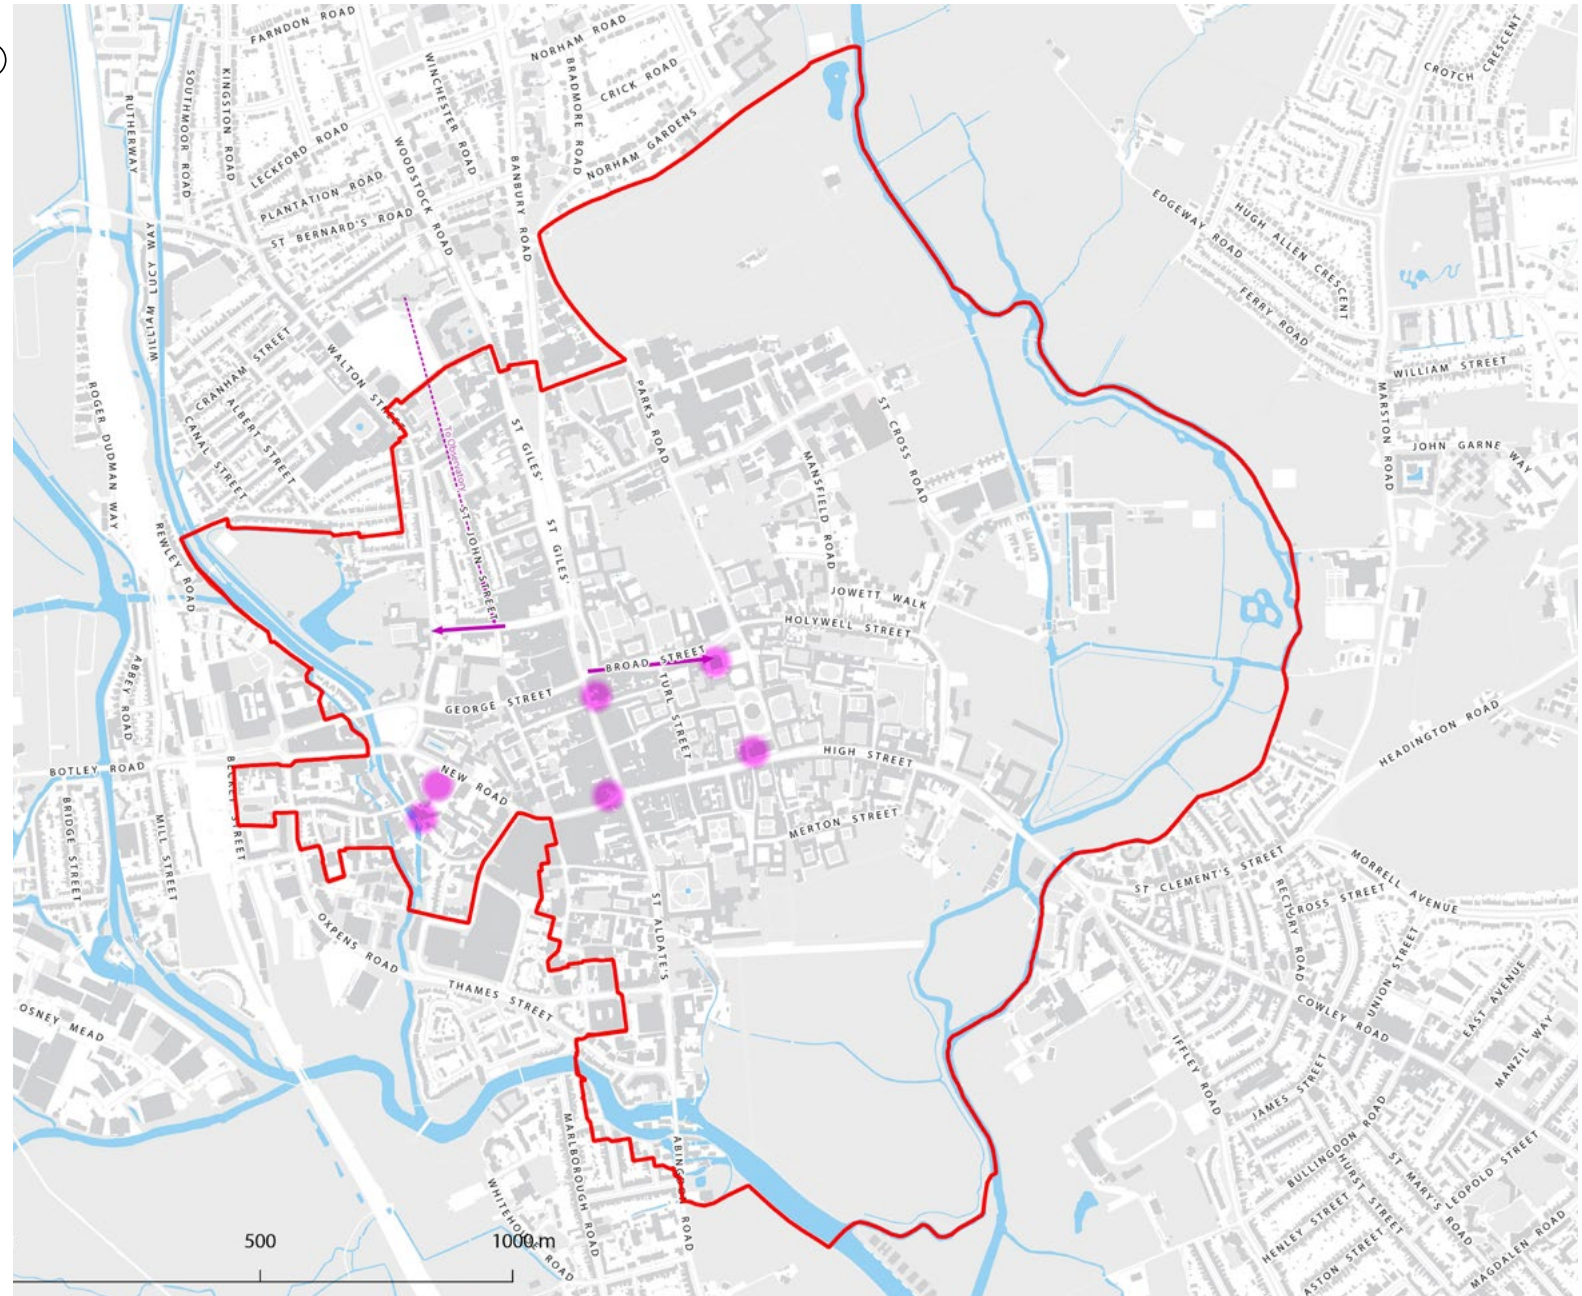 FARNDON ROAD
NORHAM ROAD
CROTCH CRESCENT
WINCHESTER ROAD
BRADMORE ROAD
CRICK ROAD
RUTHERWAY
SOUTHMOOR ROAD
KINGSTON ROAD
LECKFORD ROAD
WOODSTOCK ROAD
NORHAM GARDENS
BANBURY ROAD
PLANTATION ROAD
ST BERNARD'S ROAD
EDGEWAY ROAD
HUGH ALLEN CRESCENT
WILLIAM LUCY WAY
FERRY ROAD
CRANHAM STREET
WALTON STREET
WILLIAM STREET
ROGER DUDMAN WAY
ALBERT STREET
CANAL STREET
PARKS ROAD
ST CROSS ROAD
MARSTON ROAD
ST GILES'
To Observatory
JOHN GARNE WAY
MANSFIELD ROAD
REWLEY ROAD
ST JOHN STREET
ST GILES'
JOWETT WALK
HOLYWELL STREET
BROAD STREET
ABBEY ROAD
GEORGE STREET
TURL STREET
HEADINGTON ROAD
BOTLEY ROAD
BECKET STREET
NEW ROAD
HIGH STREET
BRIDGE STREET
MILL STREET
MERTON STREET
ST CLEMENT'S STREET
MORRELL AVENUE
RECTORY ROAD
CROSS STREET
OXPENS ROAD
ST ALDATE'S
UNION STREET
EAST AVENUE
THAMES STREET
OSNEY MEAD
COWLEY ROAD
MANZIL WAY
IFFLEY ROAD
JAMES STREET
MARLBOROUGH ROAD
ABINGDON ROAD
BULLINGDON ROAD
HURST STREET
ST MARY'S ROAD
LEOPOLD STREET
WHITEHOUSE ROAD
HENLEY STREET
ASTON STREET
MAGDALEN ROAD
500
1000 m